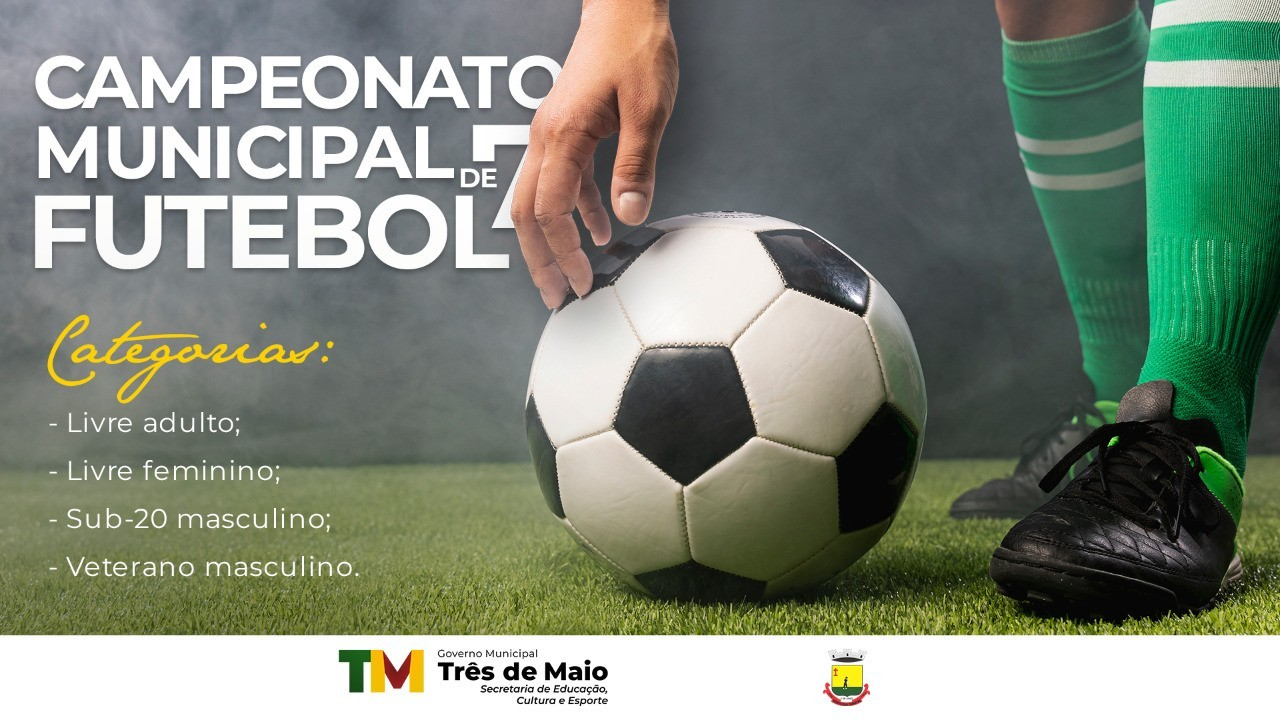 CAMPEONATO
MUNICIPAL DE 7
FUTEBOL
Categorias:
- Livre adulto;
- Livre feminino;
- Sub-20 masculino;
- Veterano masculino.
TM
Governo Municipal
Três de Maio
Secretaria de Educação,
Cultura e Esporte